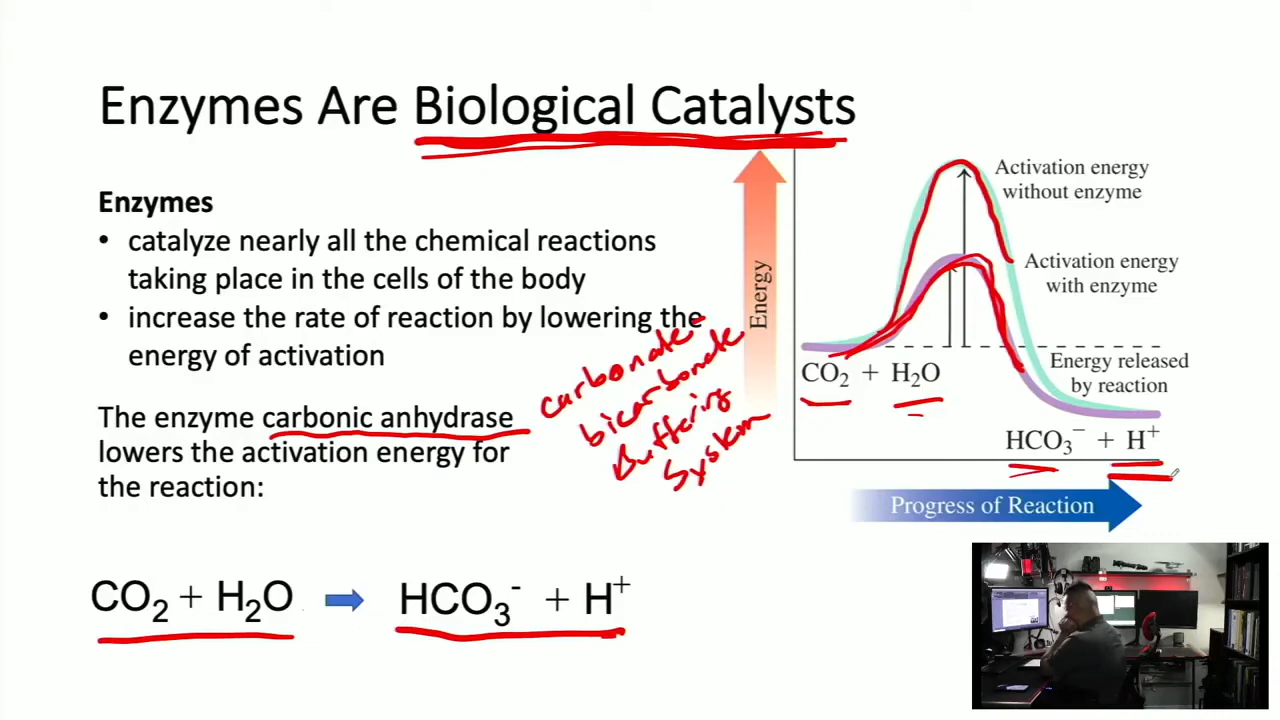 Enzymes Are Biological Catalysts
Enzymes
• catalyze nearly all the chemical reactions
taking place in the cells of the body
• increase the rate of reaction by lowering the
energy of activation
The enzyme carbonic anhydrase
lowers the activation energy for
the reaction:
CO₂ + H₂O → HCO₃⁻ + H⁺
carbonate-
bicarbonate
Buffering
System
Energy
Activation energy
without enzyme
Activation energy
with enzyme
Energy released
by reaction
CO₂ + H₂O
HCO₃⁻ + H⁺
Progress of Reaction